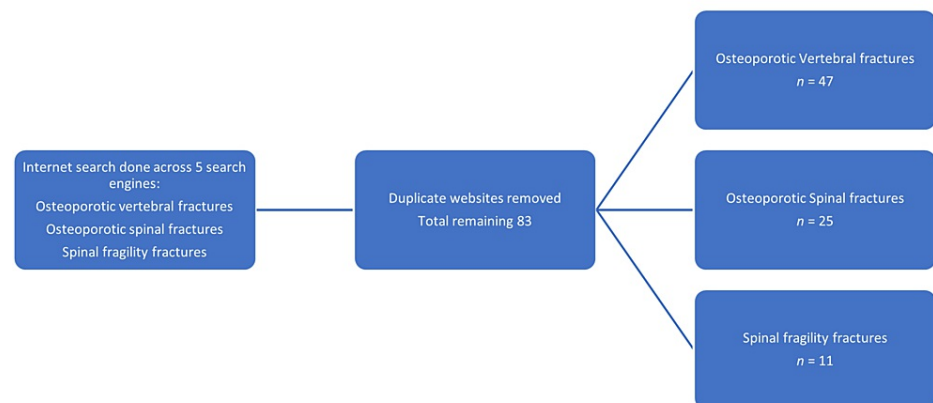 Internet search done across 5 search
engines:
Osteoporotic vertebral fractures
Osteoporotic spinal fractures
Spinal fragility fractures
Duplicate websites removed
Total remaining 83
Osteoporotic Vertebral fractures
n = 47
Osteoporotic Spinal fractures
n = 25
Spinal fragility fractures
n = 11